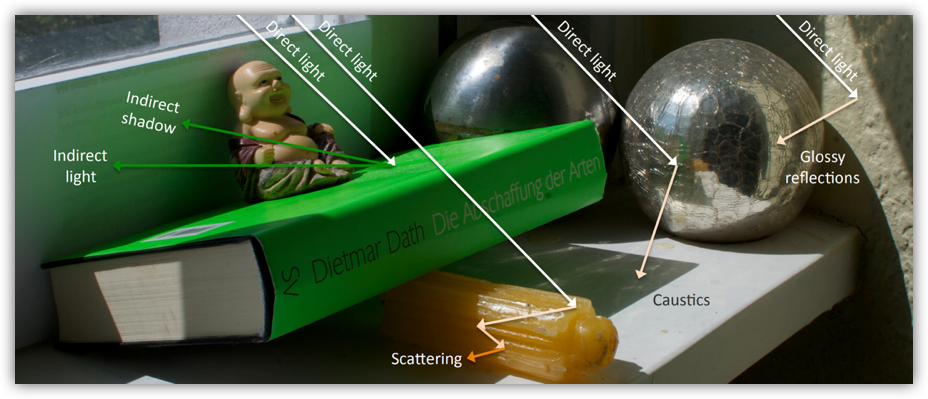 Direct light
Direct light
Direct light
Direct light
Indirect
shadow
Indirect
light
Glossy
reflections
Dietmar Dath Die Abschaffung der Arten
SV
Caustics
Scattering